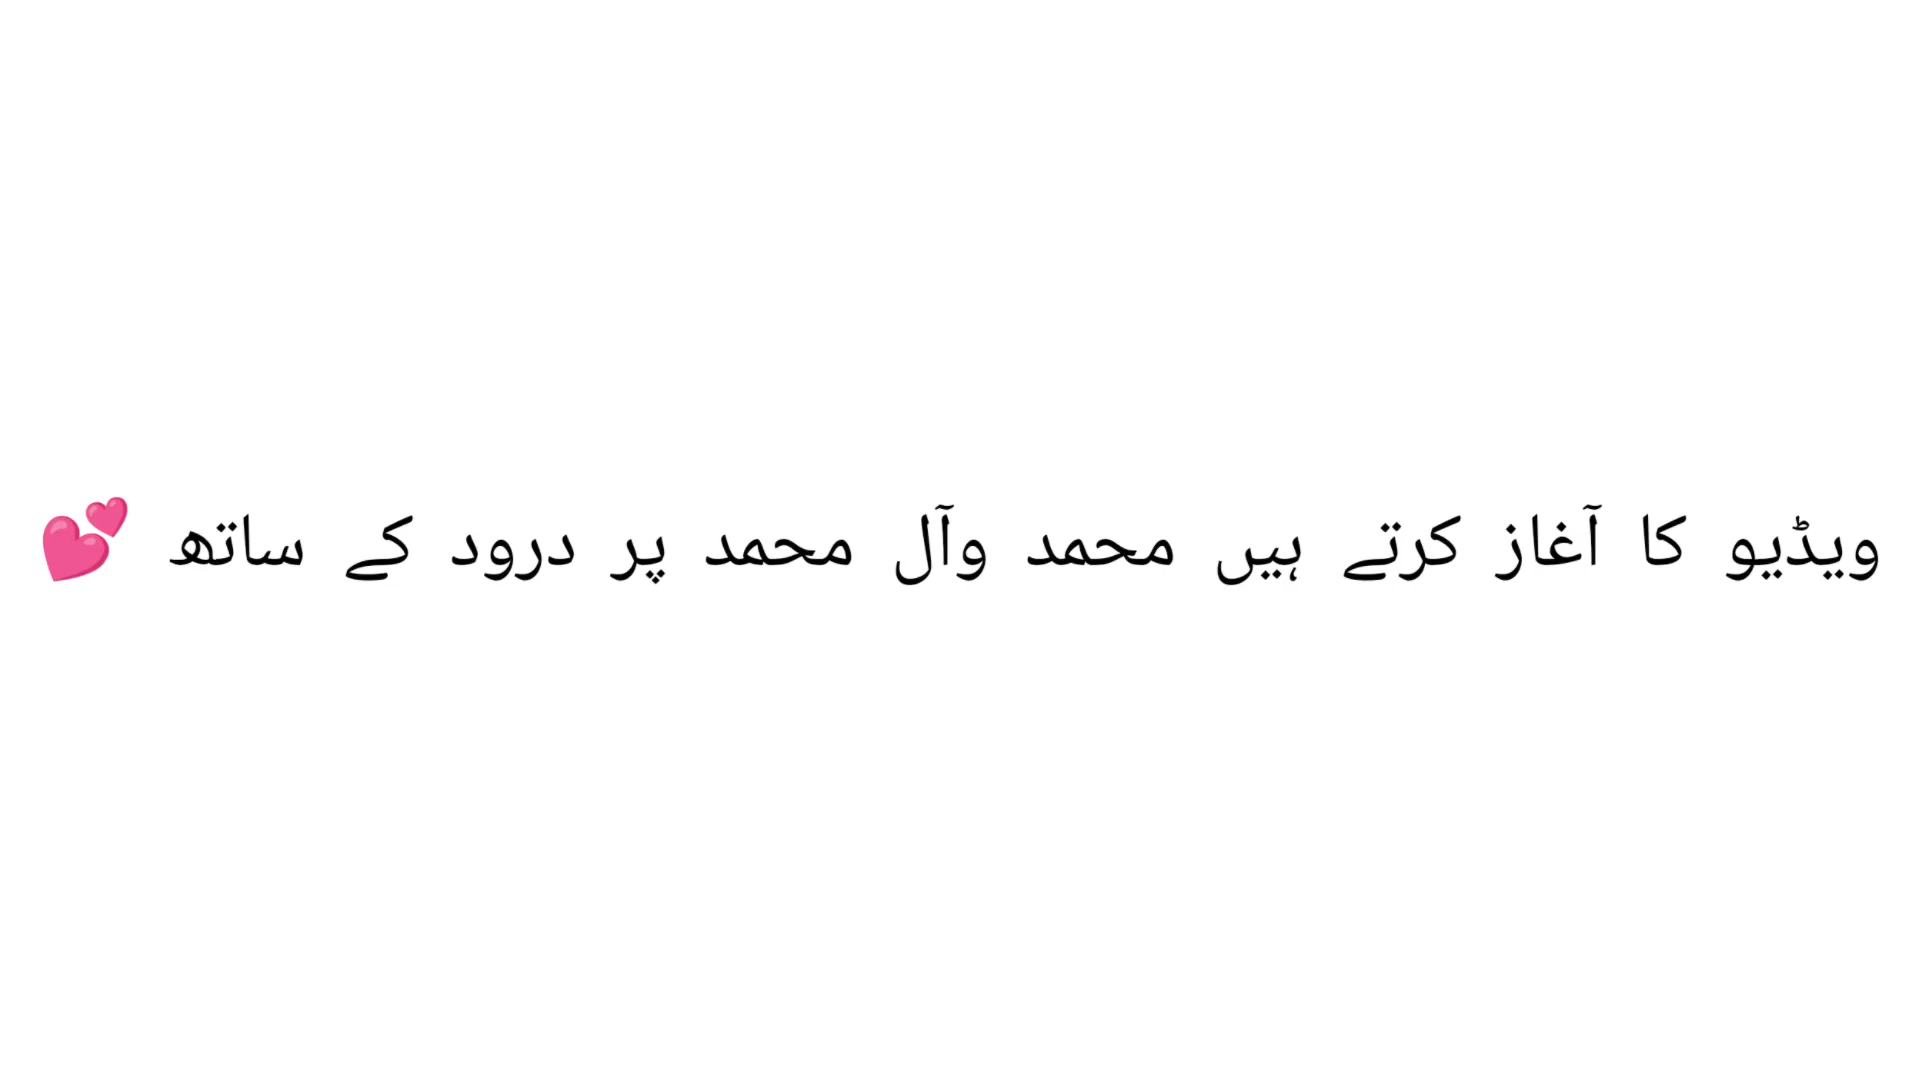 ویڈیو کا آغاز کرتے ہیں محمد وآل محمد پر درود کے ساتھ 💕